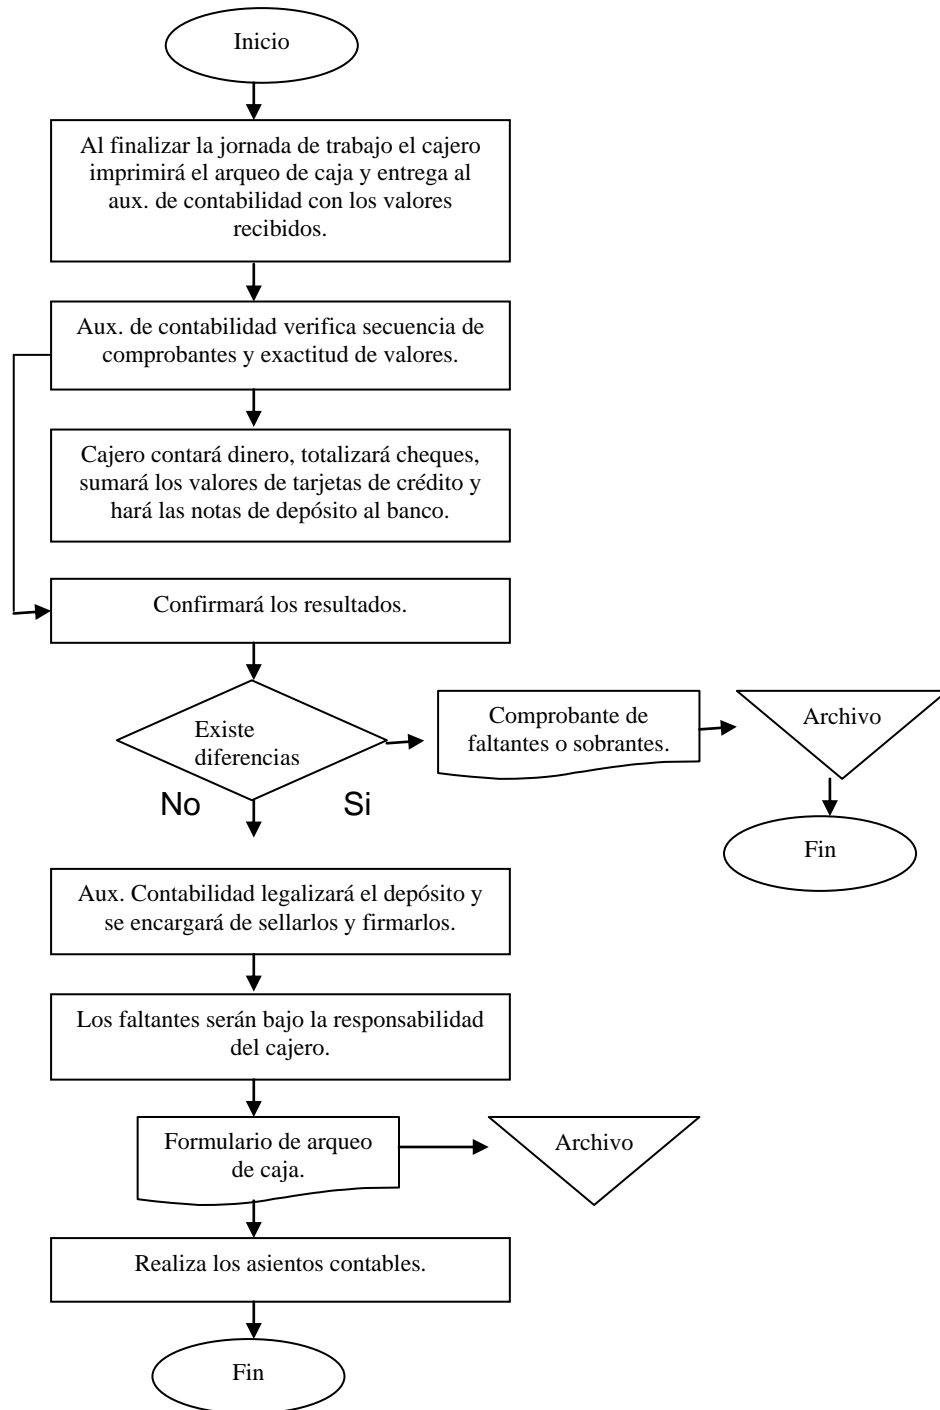 Inicio
Al finalizar la jornada de trabajo el cajero
imprimirá el arqueo de caja y entrega al
aux. de contabilidad con los valores
recibidos.
Aux. de contabilidad verifica secuencia de
comprobantes y exactitud de valores.
Cajero contará dinero, totalizará cheques,
sumará los valores de tarjetas de crédito y
hará las notas de depósito al banco.
Confirmará los resultados.
Existe
diferencias
No
Si
Comprobante de
faltantes o sobrantes.
Archivo
Fin
Aux. Contabilidad legalizará el depósito y
se encargará de sellarlos y firmarlos.
Los faltantes serán bajo la responsabilidad
del cajero.
Formulario de arqueo
de caja.
Archivo
Realiza los asientos contables.
Fin